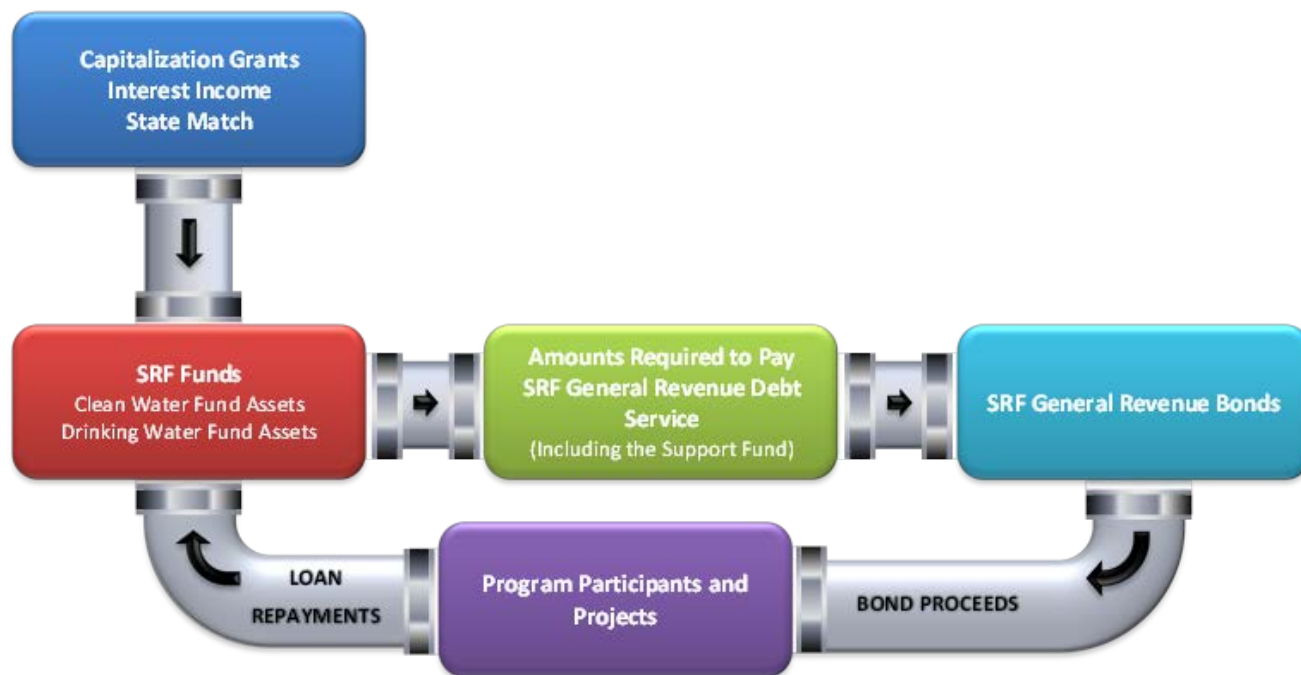 Capitalization Grants
Interest Income
State Match
SRF Funds
Clean Water Fund Assets
Drinking Water Fund Assets
Amounts Required to Pay
SRF General Revenue Debt
Service
(Including the Support Fund)
SRF General Revenue Bonds
LOAN
REPAYMENTS
Program Participants and
Projects
BOND PROCEEDS